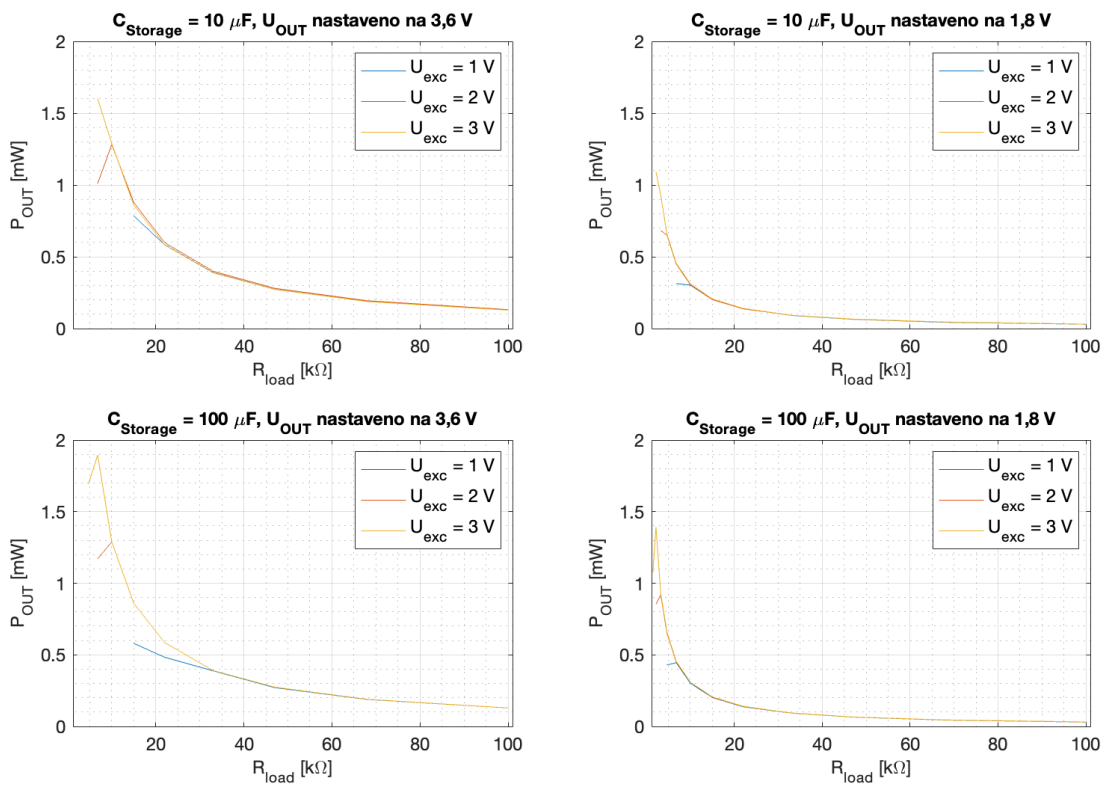 C_Storage = 10 μF, U_OUT nastaveno na 3,6 V
2
1.5
1
0.5
0
P_OUT [mW]
U_exc = 1 V
U_exc = 2 V
U_exc = 3 V
20 40 60 80 100
R_load [kΩ]
C_Storage = 10 μF, U_OUT nastaveno na 1,8 V
2
1.5
1
0.5
0
P_OUT [mW]
U_exc = 1 V
U_exc = 2 V
U_exc = 3 V
20 40 60 80 100
R_load [kΩ]
C_Storage = 100 μF, U_OUT nastaveno na 3,6 V
2
1.5
1
0.5
0
P_OUT [mW]
U_exc = 1 V
U_exc = 2 V
U_exc = 3 V
20 40 60 80 100
R_load [kΩ]
C_Storage = 100 μF, U_OUT nastaveno na 1,8 V
2
1.5
1
0.5
0
P_OUT [mW]
U_exc = 1 V
U_exc = 2 V
U_exc = 3 V
20 40 60 80 100
R_load [kΩ]